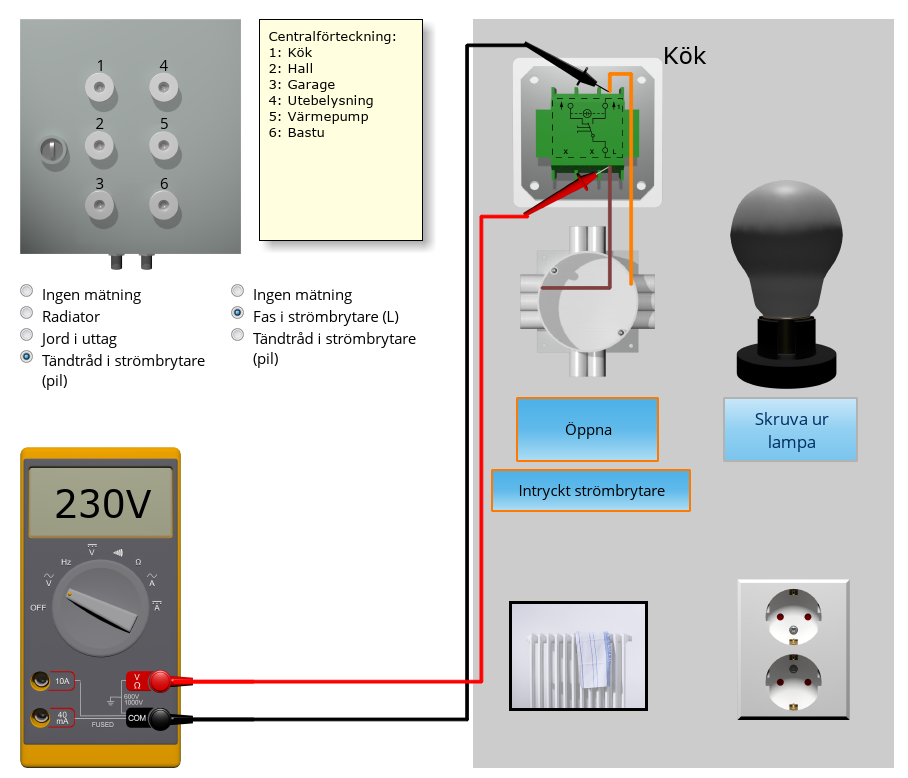 1
4
2
5
3
6
Centralförteckning:
1: Kök
2: Hall
3: Garage
4: Utebelysning
5: Värmepump
6: Bastu
Kök
X X L
Ingen mätning
Radiator
Jord i uttag
Tändtråd i strömbrytare
(pil)
Ingen mätning
Fas i strömbrytare (L)
Tändtråd i strömbrytare
(pil)
Öppna
Skruva ur
lampa
Intryckt strömbrytare
230V
V
Hz
Ω
V
A
OFF
A
10A
V
Ω
600V
1000V
40
mA
COM
FUSED